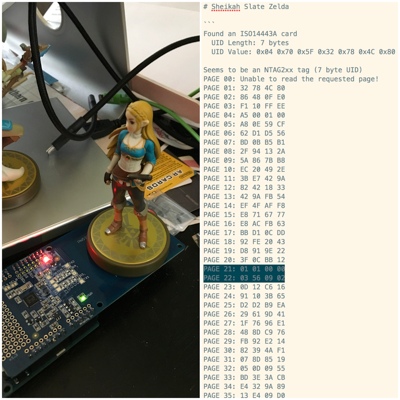 # Sheikah Slate Zelda
...
Found an ISO14443A card
UID Length: 7 bytes
UID Value: 0x04 0x70 0x5F 0x32 0x78 0x4C 0x80
Seems to be an NTAG2xx tag (7 byte UID)
PAGE 00: Unable to read the requested page!
PAGE 01: 32 78 4C 80
PAGE 02: 86 48 0F E0
PAGE 03: F1 10 FF EE
PAGE 04: A5 00 01 00
PAGE 05: A8 0E 59 CF
PAGE 06: 62 D1 D5 56
PAGE 07: BD 0B B5 B1
PAGE 08: 2F 94 13 2A
PAGE 09: 5A 86 7B B8
PAGE 10: EC 20 49 2E
PAGE 11: 3B E7 42 9A
PAGE 12: 82 42 18 33
PAGE 13: 42 9A FB 54
PAGE 14: EF 4F AF FB
PAGE 15: E8 71 67 77
PAGE 16: E8 AC FB 63
PAGE 17: BB D1 0C DD
PAGE 18: 92 FE 20 43
PAGE 19: D8 91 9E 22
PAGE 20: 3F 0C BB 12
PAGE 21: 01 01 00 00
PAGE 22: 03 56 09 02
PAGE 23: 0D 12 C6 16
PAGE 24: 91 10 3B 65
PAGE 25: D2 D2 B9 EA
PAGE 26: 29 61 9D 41
PAGE 27: 1F 76 96 E1
PAGE 28: 48 8D C9 76
PAGE 29: FB 92 E2 14
PAGE 30: 82 39 4A F1
PAGE 31: 07 8D 85 19
PAGE 32: 05 0D 09 55
PAGE 33: BD 3E 3A CB
PAGE 34: E4 32 9A 89
PAGE 35: 13 E4 09 D0